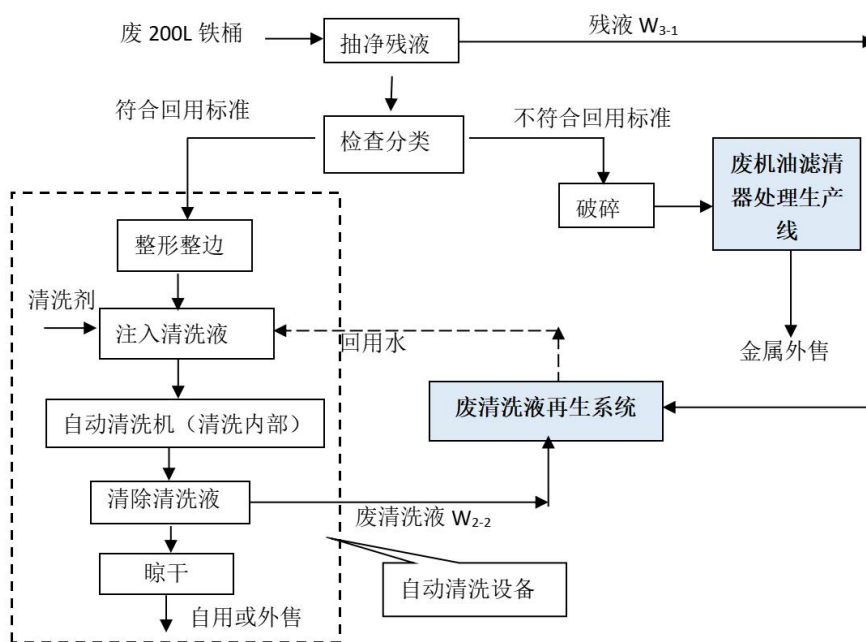 废 200L 铁桶
抽净残液
残液 W3-1
符合回用标准
检查分类
不符合回用标准
废机油滤清
器处理生产
线
破碎
整形整边
清洗剂
注入清洗液
回用水
金属外售
自动清洗机（清洗内部）
废清洗液再生系统
清除清洗液
废清洗液 W2-2
晾干
自动清洗设备
自用或外售